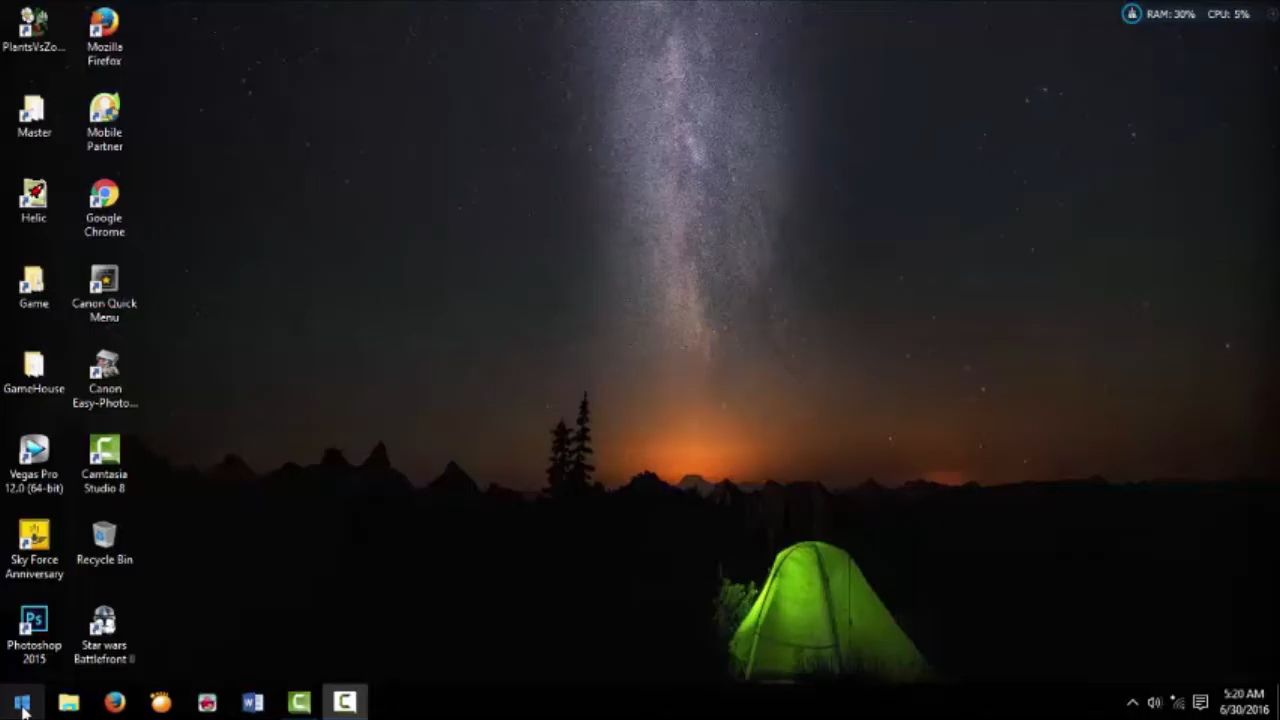 RAM: 30% CPU: 5%
PlantsVsZo...
Mozilla
Firefox
Master
Mobile
Partner
Helic
Google
Chrome
Game
Canon Quick
Menu
GameHouse
Canon
Easy-Photo...
Vegas Pro
12.0 (64-bit)
Camtasia
Studio 8
Sky Force
Anniversary
Recycle Bin
Ps
Photoshop
2015
Star wars
Battlefront II
5:20 AM
6/30/2016